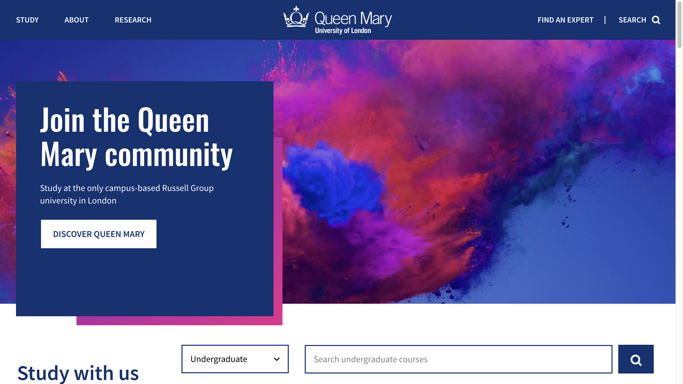 STUDY
ABOUT
RESEARCH
Queen Mary
University of London
FIND AN EXPERT
SEARCH
Join the Queen
Mary community
Study at the only campus-based Russell Group
university in London
DISCOVER QUEEN MARY
Study with us
Undergraduate
Search undergraduate courses